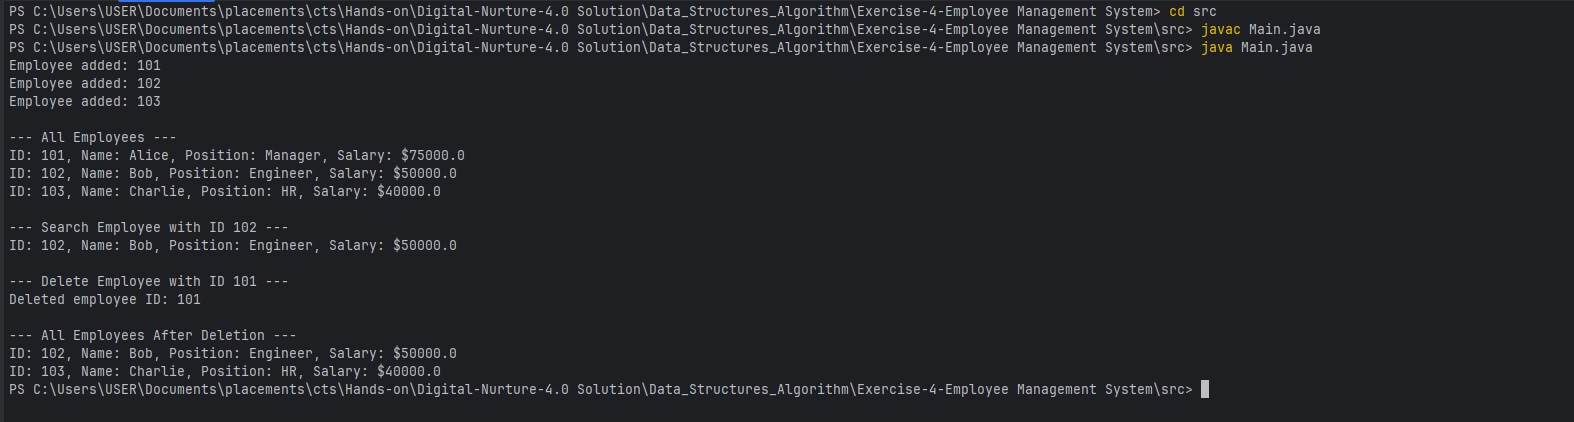 PS C:\Users\USER\Documents\placements\cts\Hands-on\Digital-Nurture-4.0 Solution\Data_Structures_Algorithm\Exercise-4-Employee Management System> cd src
PS C:\Users\USER\Documents\placements\cts\Hands-on\Digital-Nurture-4.0 Solution\Data_Structures_Algorithm\Exercise-4-Employee Management System\src> javac Main.java
PS C:\Users\USER\Documents\placements\cts\Hands-on\Digital-Nurture-4.0 Solution\Data_Structures_Algorithm\Exercise-4-Employee Management System\src> java Main.java
Employee added: 101
Employee added: 102
Employee added: 103
--- All Employees ---
ID: 101, Name: Alice, Position: Manager, Salary: $75000.0
ID: 102, Name: Bob, Position: Engineer, Salary: $50000.0
ID: 103, Name: Charlie, Position: HR, Salary: $40000.0
--- Search Employee with ID 102 ---
ID: 102, Name: Bob, Position: Engineer, Salary: $50000.0
--- Delete Employee with ID 101 ---
Deleted employee ID: 101
--- All Employees After Deletion ---
ID: 102, Name: Bob, Position: Engineer, Salary: $50000.0
ID: 103, Name: Charlie, Position: HR, Salary: $40000.0
PS C:\Users\USER\Documents\placements\cts\Hands-on\Digital-Nurture-4.0 Solution\Data_Structures_Algorithm\Exercise-4-Employee Management System\src>